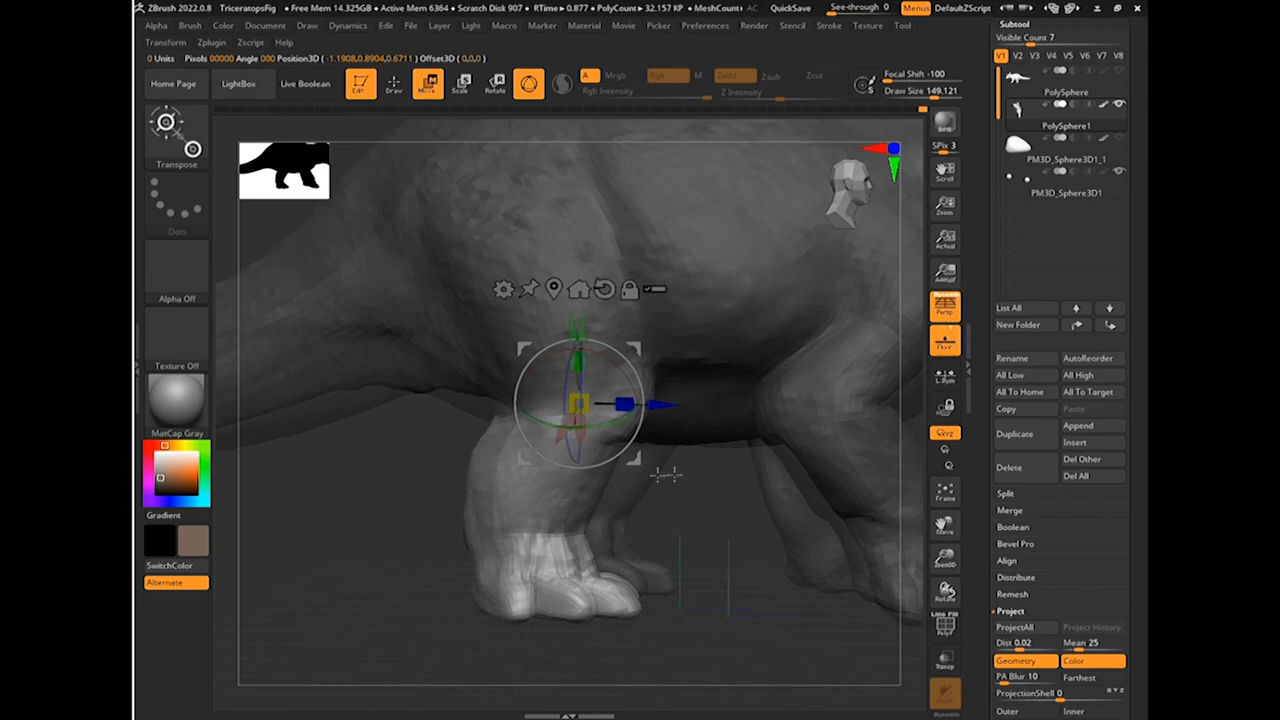 ZBrush 2022.0.8 TriceratopsFig • Free Mem 14.325GB • Active Mem 6364 • Scratch Disk 907 • RTime▸0.877 • PolyCount▸32.157 KP • MeshCount▸ AC QuickSave See-through 0 Menus DefaultZScript
Alpha Brush Color Document Draw Dynamics Edit File Layer Light Macro Marker Material Movie Picker Preferences Render Stencil Stroke Texture Tool
Transform Zplugin Zscript Help
0 Units Pixels 00000 Angle 000 Position3D (-1.1908,0.8904,0.6711) Offset3D (0,0,0)
Home Page LightBox Live Boolean Edit Draw Move Scale Rotate A Mrgb Rgb M Zadd Zsub Zcut Focal Shift -100
Rgb Intensity Z Intensity Draw Size 149.121
Subtool
Visible Count 7
V1 V2 V3 V4 V5 V6 V7 V8
PolySphere
PolySphere1
PM3D_Sphere3D1_1
PM3D_Sphere3D1
List All
New Folder
Rename AutoReorder
All Low All High
All To Home All To Target
Copy Paste
Duplicate Append
Insert
Delete Del Other
Del All
Split
Merge
Boolean
Bevel Pro
Align
Distribute
Remesh
Project
ProjectAll Project History
Dist 0.02 Mean 25
Geometry Color
PA Blur 10 Farthest
ProjectionShell 0 X Y Z
Outer Inner
Transpose
Dots
Alpha Off
Texture Off
MatCap Gray
Gradient
SwitchColor
Alternate
BPR
SPix 3
Scroll
Zoom
Actual
AAHalf
Persp
Floor
L.Sym
Frame
Move
Zoom3D
Rotate
Line Fill
PolyF
Transp
Dynamic